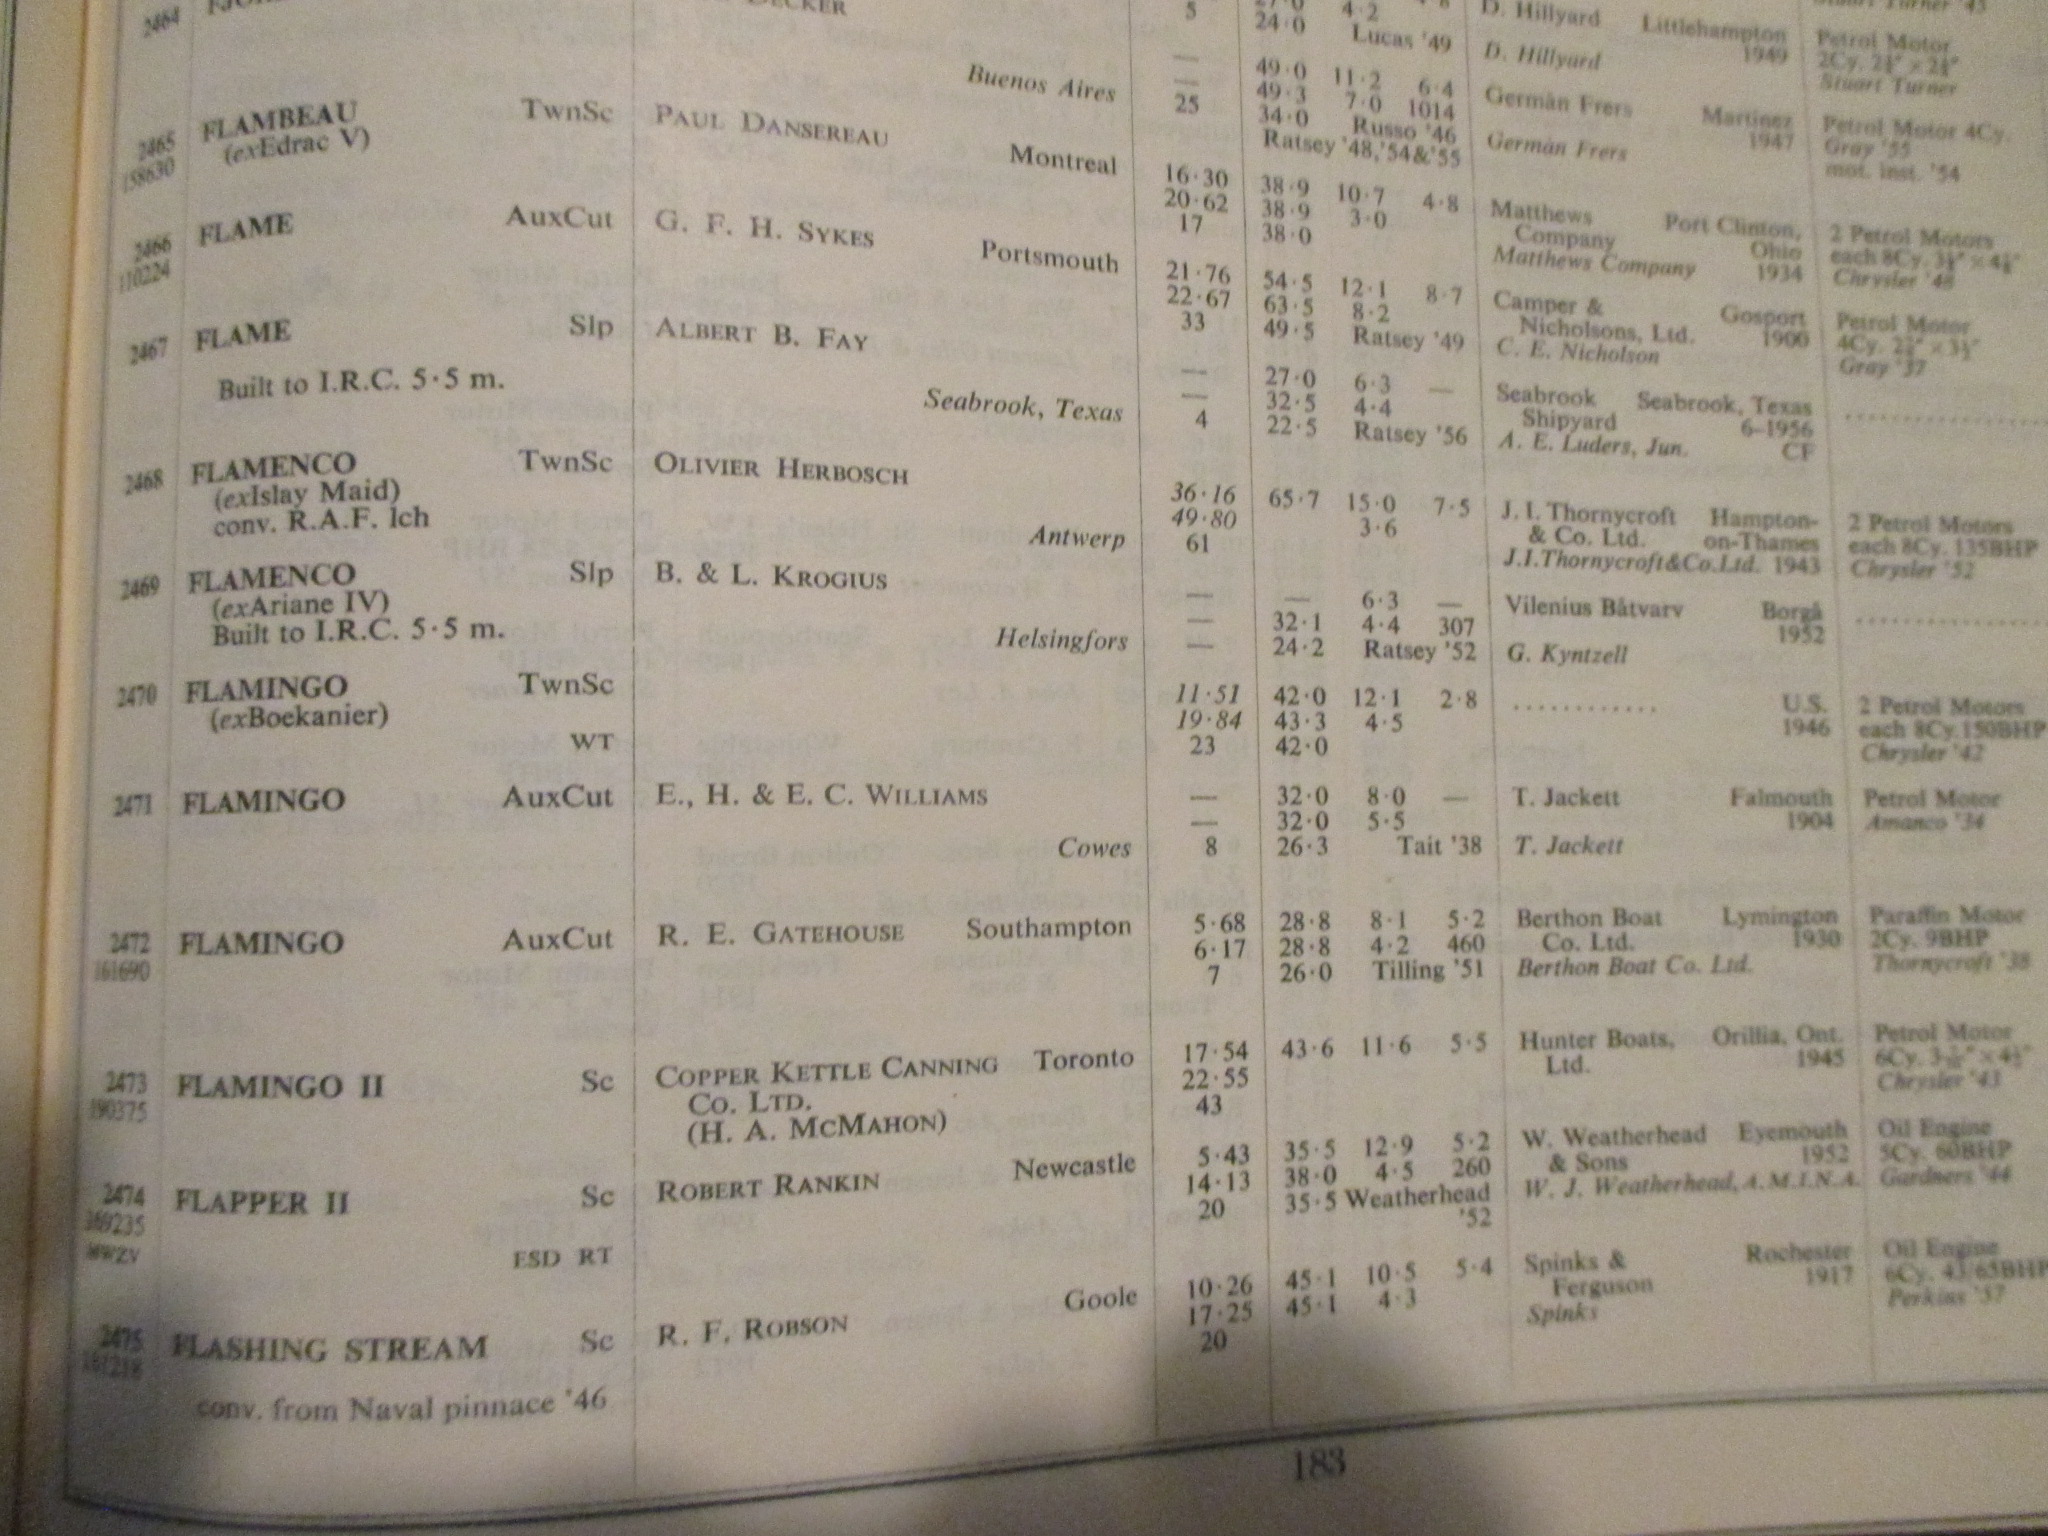 2464
DECKER 5 24·0 4·2 D. Hillyard Littlehampton
Lucas '49 1949 Petrol Motor
D. Hillyard 2Cy.
Stuart Turner
Buenos Aires — 49·0 11·2 6·4 Germán Frers Martinez Petrol Motor 4Cy.
— 49·3 7·0 1014 1947 Gray '55
25 34·0 Russo '46 Germán Frers mot. inst. '54
Ratsey '48,'54&'55
2465 FLAMBEAU TwnSc PAUL DANSEREAU Montreal 16·30 38·9 10·7 4·8 Matthews Port Clinton, 2 Petrol Motors
158630 (exEdrac V) 20·62 38·9 3·0 Company Ohio each 8Cy.
17 38·0 Matthews Company 1934 Chrysler
2466 FLAME AuxCut G. F. H. SYKES Portsmouth 21·76 54·5 12·1 8·7 Camper & Gosport Petrol Motor
110224 22·67 63·5 8·2 Nicholsons, Ltd. 1900 4Cy.
33 49·5 Ratsey '49 C. E. Nicholson Gray '37
2467 FLAME Slp ALBERT B. FAY — 27·0 6·3 — Seabrook Seabrook, Texas ....................
Built to I.R.C. 5·5 m. — 32·5 4·4 Shipyard 6-1956
Seabrook, Texas 4 22·5 Ratsey '56 A. E. Luders, Jun. CF
2468 FLAMENCO TwnSc OLIVIER HERBOSCH 36·16 65·7 15·0 7·5 J. I. Thornycroft Hampton- 2 Petrol Motors
(exIslay Maid) 49·80 3·6 & Co. Ltd. on-Thames each 8Cy. 135BHP
conv. R.A.F. lch Antwerp 61 J.I.Thornycroft&Co.Ltd. 1943 Chrysler '52
2469 FLAMENCO Slp B. & L. KROGIUS — — 6·3 — Vilenius Båtvarv Borgå ....................
(exAriane IV) — 32·1 4·4 307 1952
Built to I.R.C. 5·5 m. Helsingfors — 24·2 Ratsey '52 G. Kyntzell
2470 FLAMINGO TwnSc 11·51 42·0 12·1 2·8 ............ U.S. 2 Petrol Motors
(exBoekanier) 19·84 43·3 4·5 1946 each 8Cy.150BHP
WT 23 42·0 Chrysler '42
2471 FLAMINGO AuxCut E., H. & E. C. WILLIAMS — 32·0 8·0 — T. Jackett Falmouth Petrol Motor
— 32·0 5·5 1904 Amanco '34
Cowes 8 26·3 Tait '38 T. Jackett
2472 FLAMINGO AuxCut R. E. GATEHOUSE Southampton 5·68 28·8 8·1 5·2 Berthon Boat Lymington Paraffin Motor
161690 6·17 28·8 4·2 460 Co. Ltd. 1930 2Cy. 9BHP
7 26·0 Tilling '51 Berthon Boat Co. Ltd. Thornycroft '38
2473 FLAMINGO II Sc COPPER KETTLE CANNING Toronto 17·54 43·6 11·6 5·5 Hunter Boats, Orillia, Ont. Petrol Motor
190375 CO. LTD. 22·55 Ltd. 1945 6Cy.
(H. A. MCMAHON) 43 Chrysler '43
2474 FLAPPER II Sc ROBERT RANKIN Newcastle 5·43 35·5 12·9 5·2 W. Weatherhead Eyemouth Oil Engine
14·13 38·0 4·5 260 & Sons 1952 5Cy. 60BHP
MWZV ESD RT 20 35·5 Weatherhead W. J. Weatherhead, A.M.I.N.A. Gardners '44
'52
2475 FLASHING STREAM Sc R. F. ROBSON Goole 10·26 45·1 10·5 5·4 Spinks & Rochester Oil Engine
17·25 45·1 4·3 Ferguson 1917 6Cy. 43/65BHP
20 Spinks Perkins '37
conv. from Naval pinnace '46
183